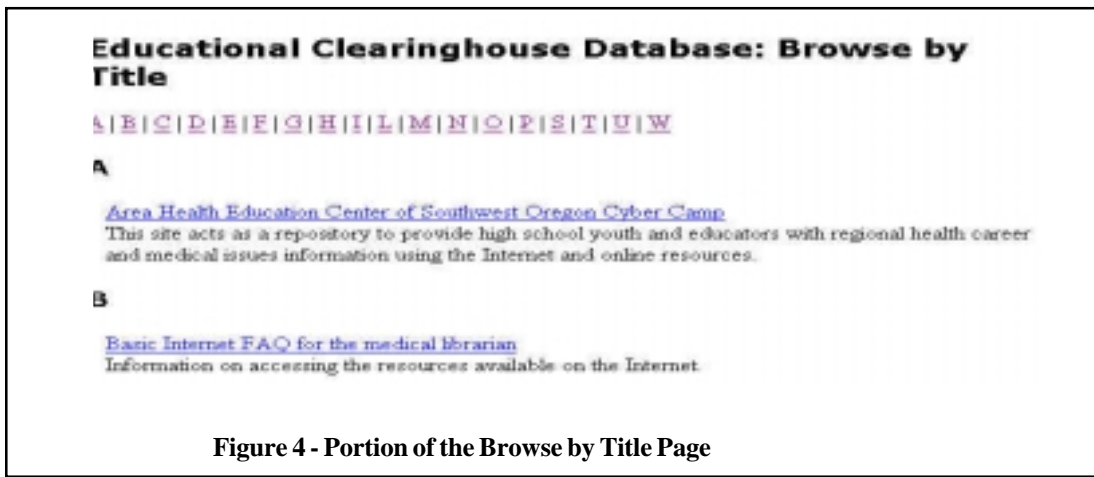 Educational Clearinghouse Database: Browse by
Title
A | B | C | D | E | F | G | H | I | L | M | N | O | P | S | T | U | W
A
Area Health Education Center of Southwest Oregon Cyber Camp
This site acts as a repository to provide high school youth and educators with regional health career
and medical issues information using the Internet and online resources.
B
Basic Internet FAQ for the medical librarian
Information on accessing the resources available on the Internet.
Figure 4 - Portion of the Browse by Title Page